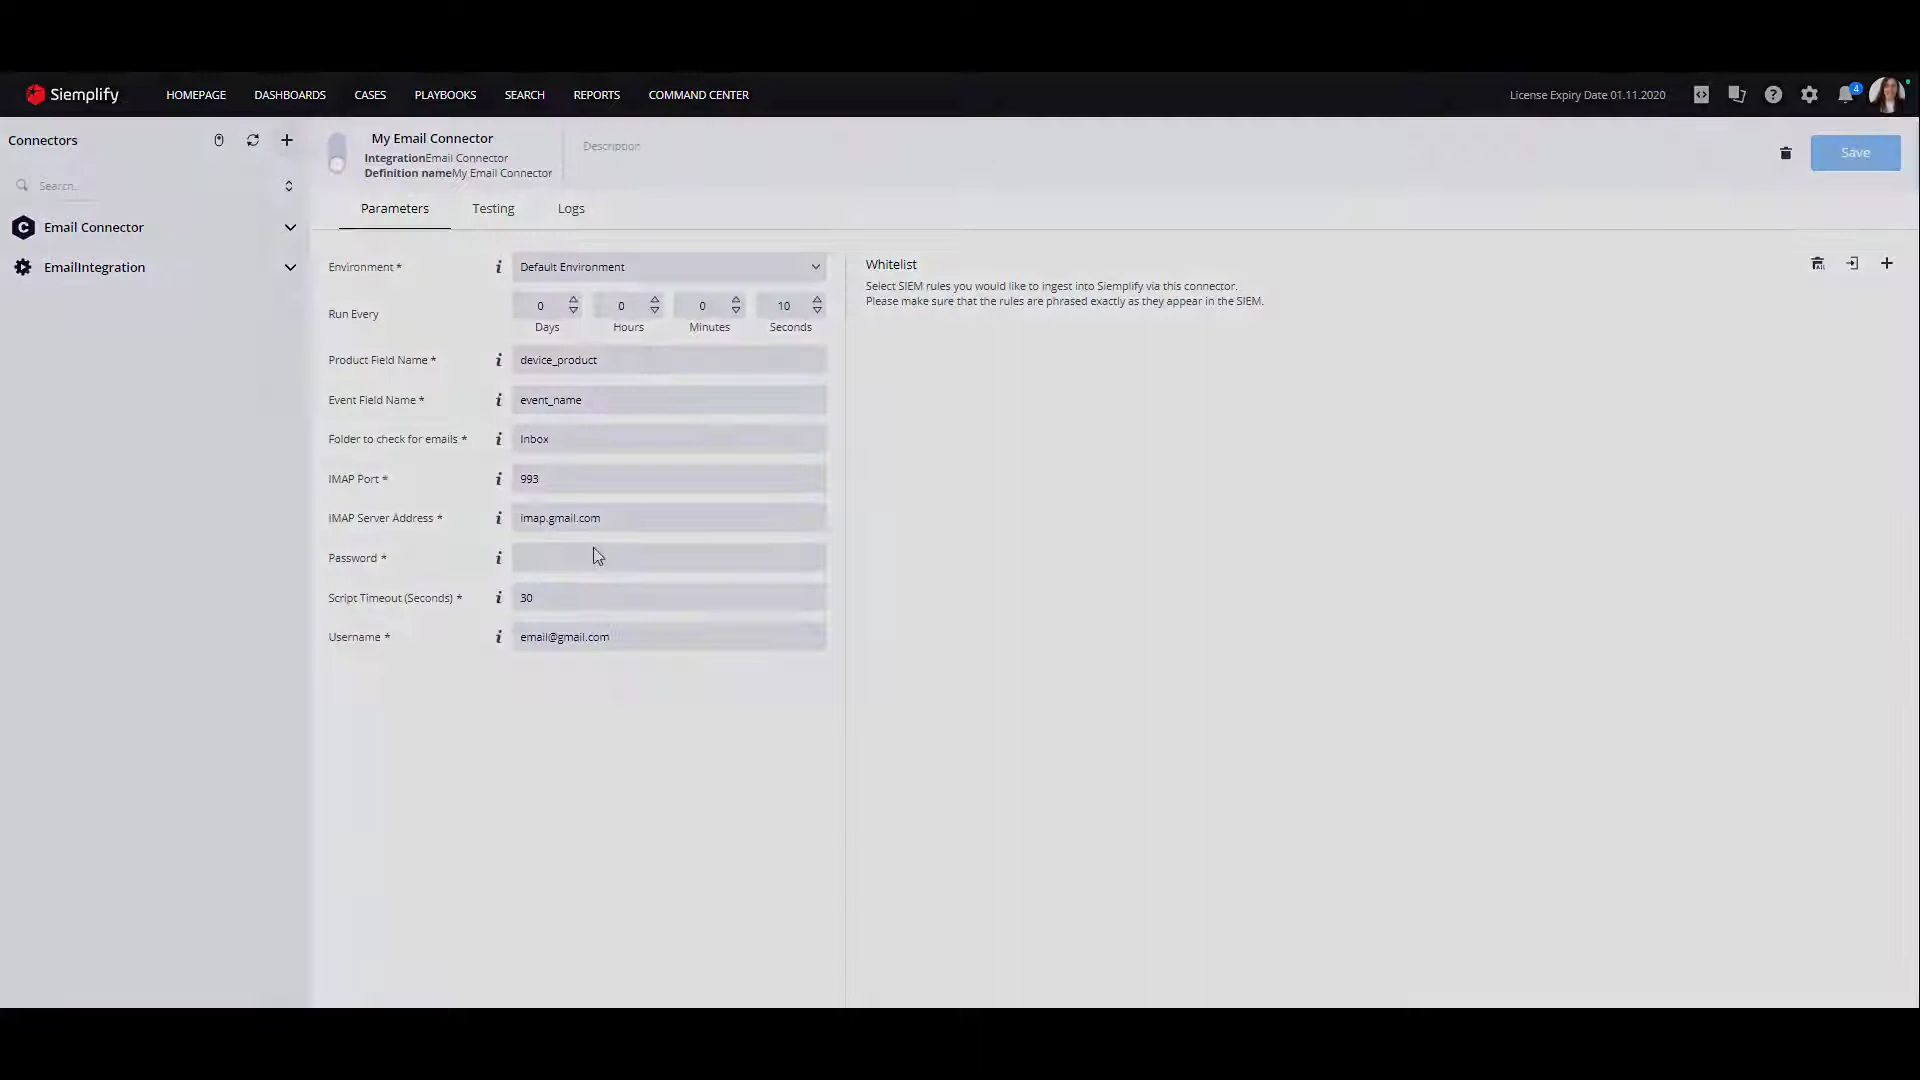 Siemplify HOMEPAGE DASHBOARDS CASES PLAYBOOKS SEARCH REPORTS COMMAND CENTER License Expiry Date 01.11.2020 4
Connectors
Search...
Email Connector
EmailIntegration
My Email Connector
IntegrationEmail Connector
Definition nameMy Email Connector
Description
Save
Parameters Testing Logs
Environment * Default Environment
Run Every 0 0 0 10
Days Hours Minutes Seconds
Product Field Name * device_product
Event Field Name * event_name
Folder to check for emails * Inbox
IMAP Port * 993
IMAP Server Address * imap.gmail.com
Password *
Script Timeout (Seconds) * 30
Username * email@gmail.com
Whitelist
Select SIEM rules you would like to ingest into Siemplify via this connector.
Please make sure that the rules are phrased exactly as they appear in the SIEM.